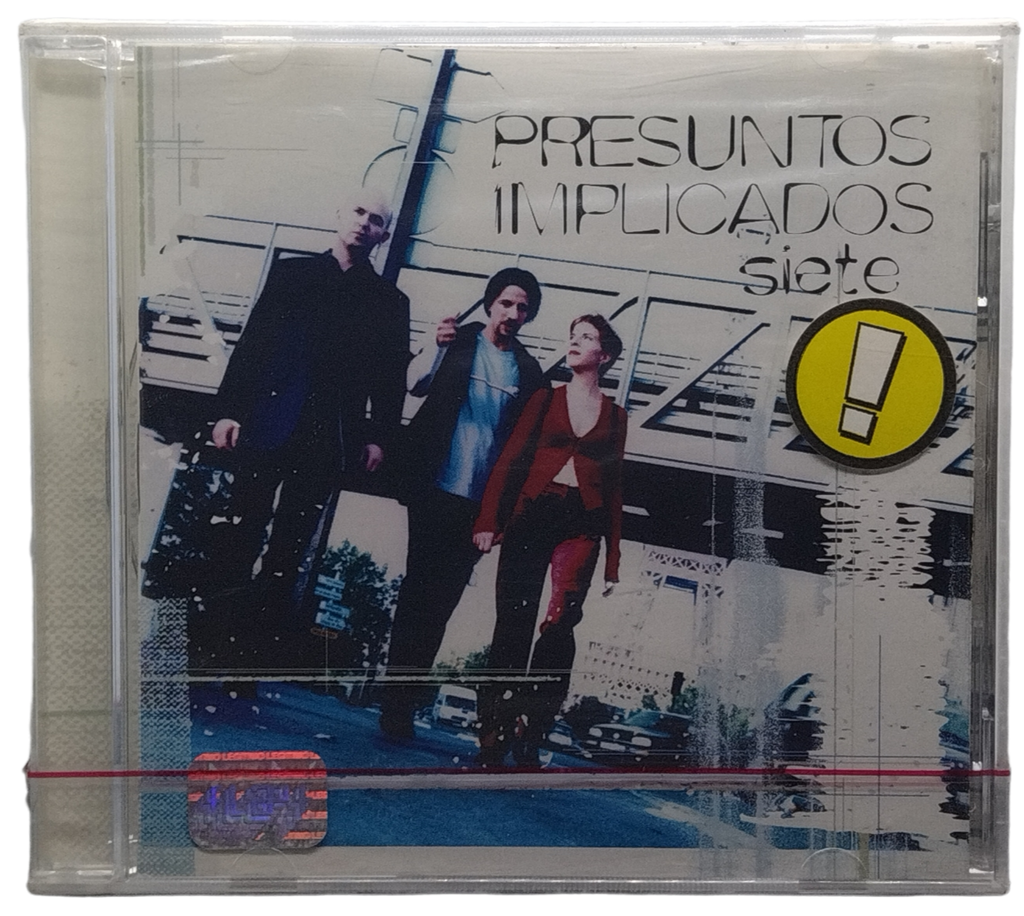 PRESUNTOS
IMPLICADOS
siete
!